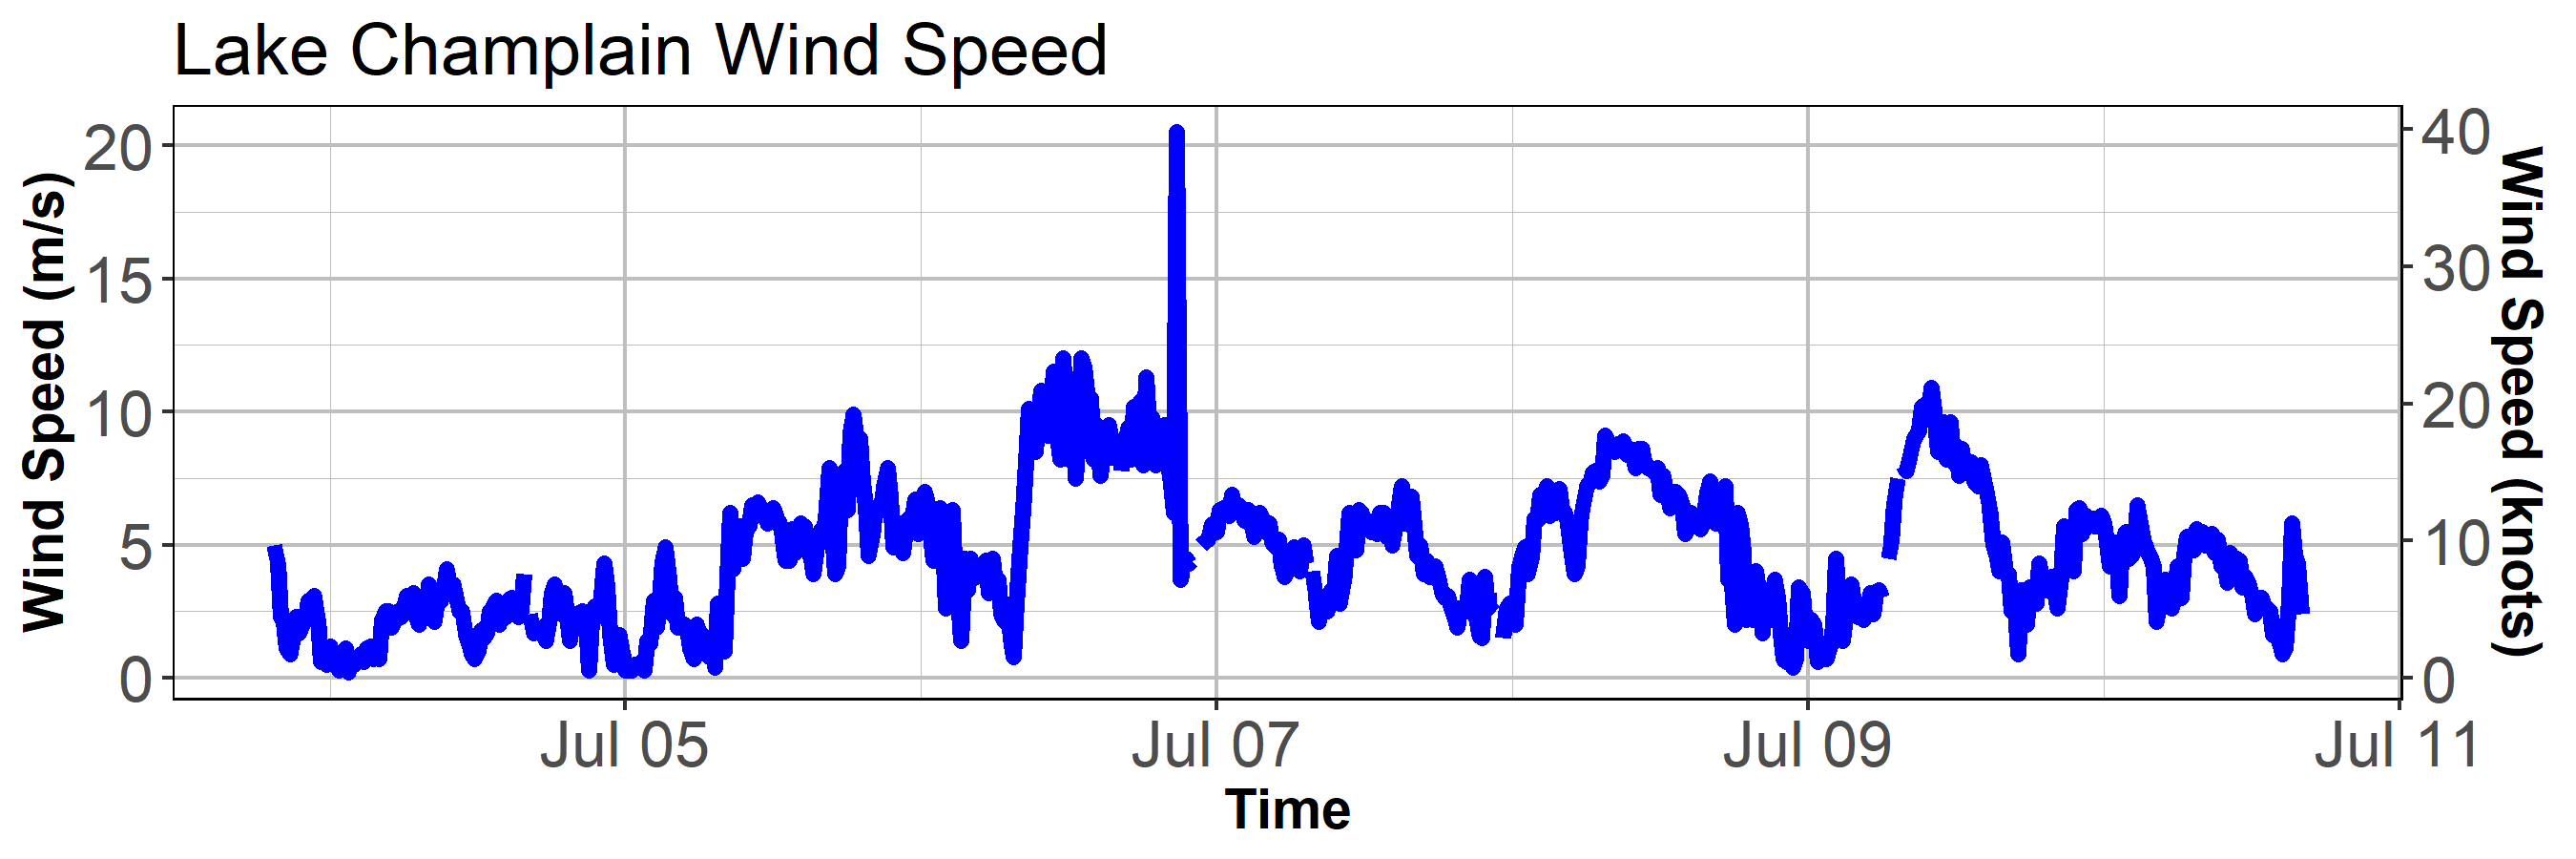 Lake Champlain Wind Speed
Wind Speed (m/s)
20
15
10
5
0
40
30
20
10
0
Wind Speed (knots)
Jul 05
Jul 07
Jul 09
Jul 11
Time